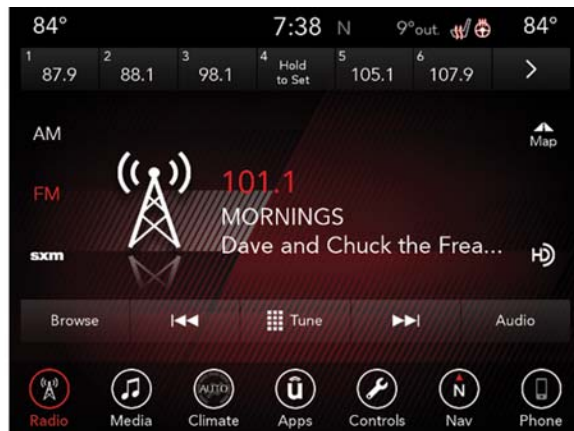 84° 7:38 N 9°out. 84°
1 87.9 2 88.1 3 98.1 4 Hold to Set 5 105.1 6 107.9 >
AM
Map
FM
101.1
MORNINGS
Dave and Chuck the Frea...
sxm
HD
Browse Tune Audio
AUTO ū N
Radio Media Climate Apps Controls Nav Phone